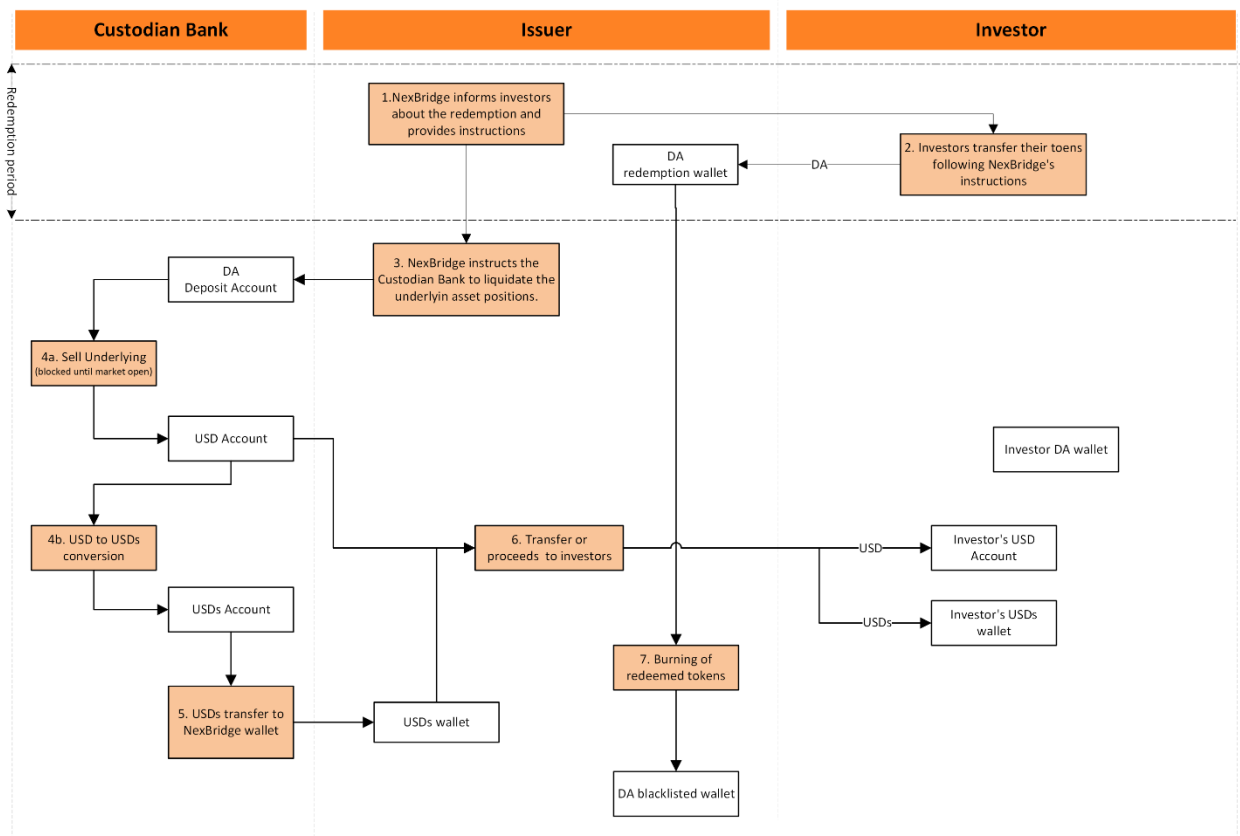 Custodian Bank
Issuer
Investor
Redemption period
1.NexBridge informs investors
about the redemption and
provides instructions
2. Investors transfer their toens
following NexBridge's
instructions
DA
DA
redemption wallet
3. NexBridge instructs the
Custodian Bank to liquidate the
underlyin asset positions.
DA
Deposit Account
4a. Sell Underlying
(blocked until market open)
USD Account
Investor DA wallet
4b. USD to USDs
conversion
6. Transfer or
proceeds to investors
USD
Investor's USD
Account
USDs Account
USDs
Investor's USDs
wallet
7. Burning of
redeemed tokens
5. USDs transfer to
NexBridge wallet
USDs wallet
DA blacklisted wallet